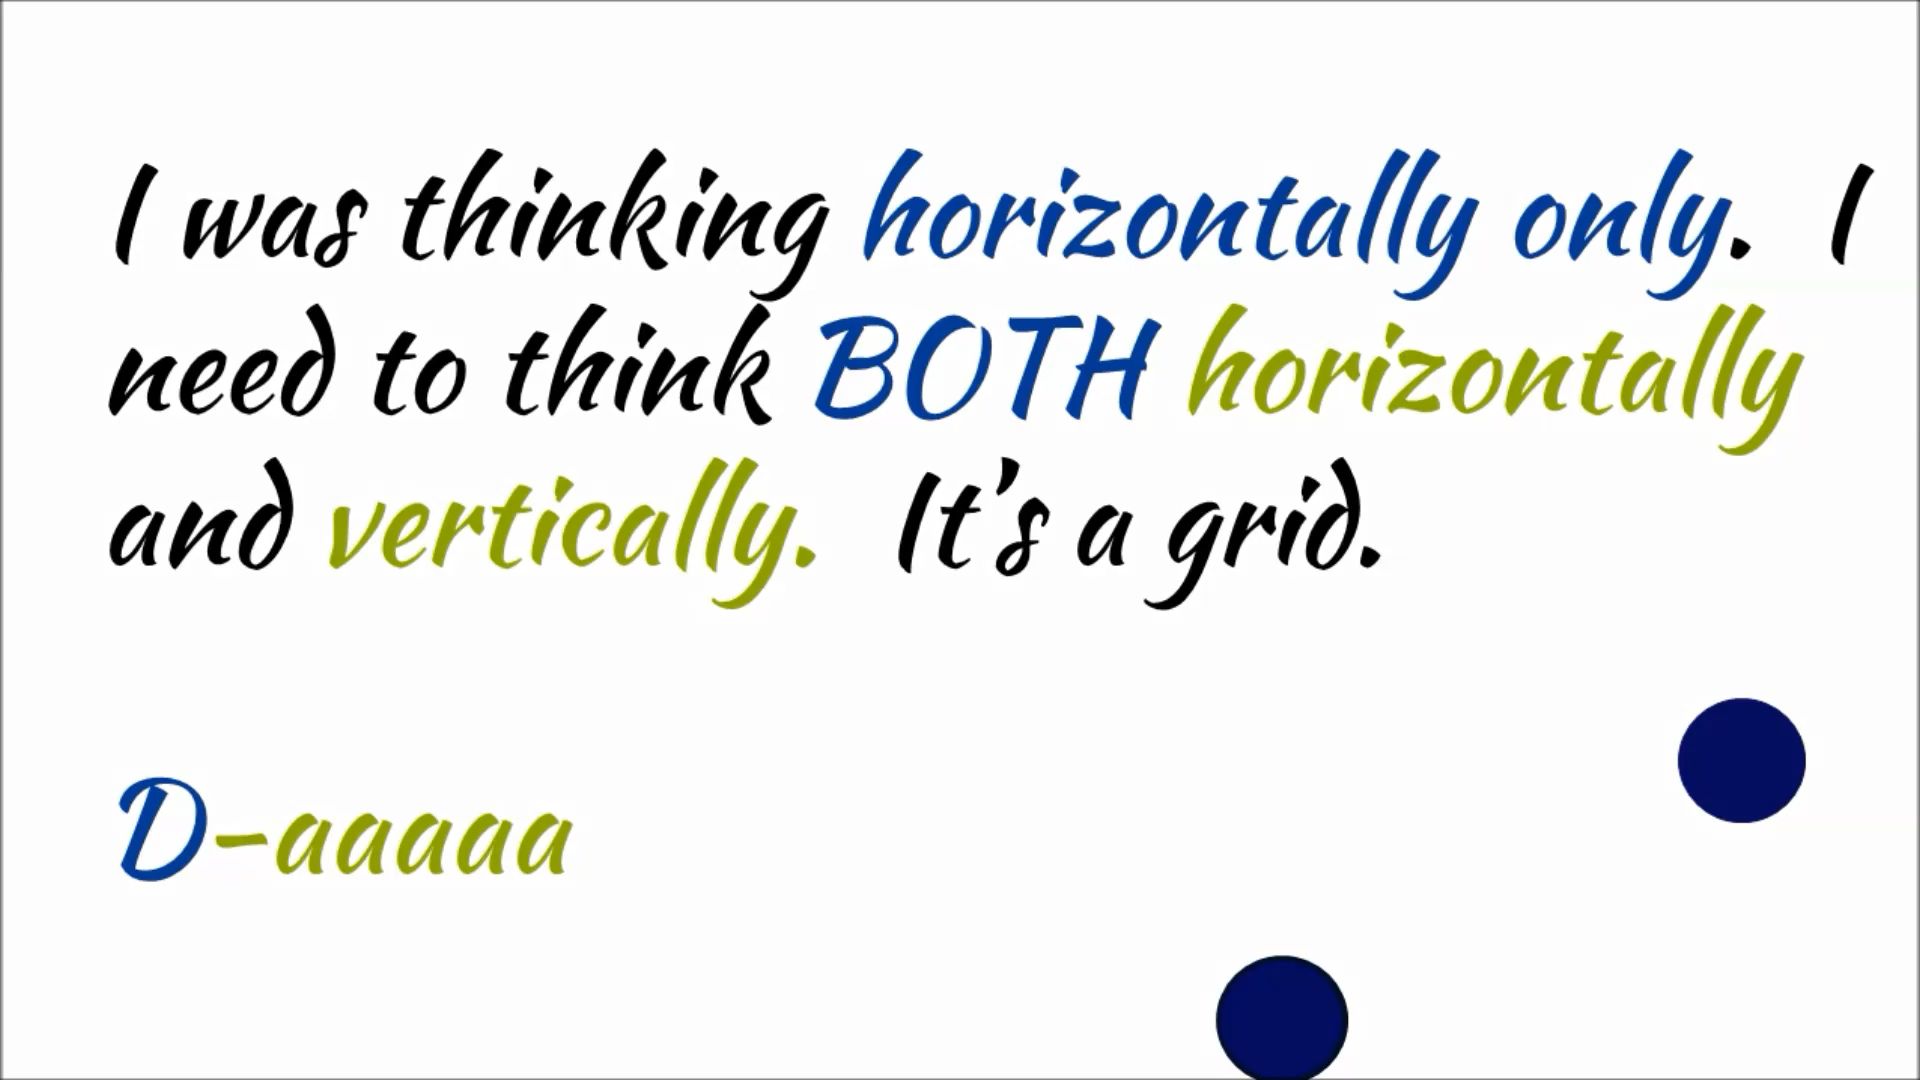 I was thinking horizontally only.  I
need to think BOTH horizontally
and vertically.  It's a grid.
D-aaaaa